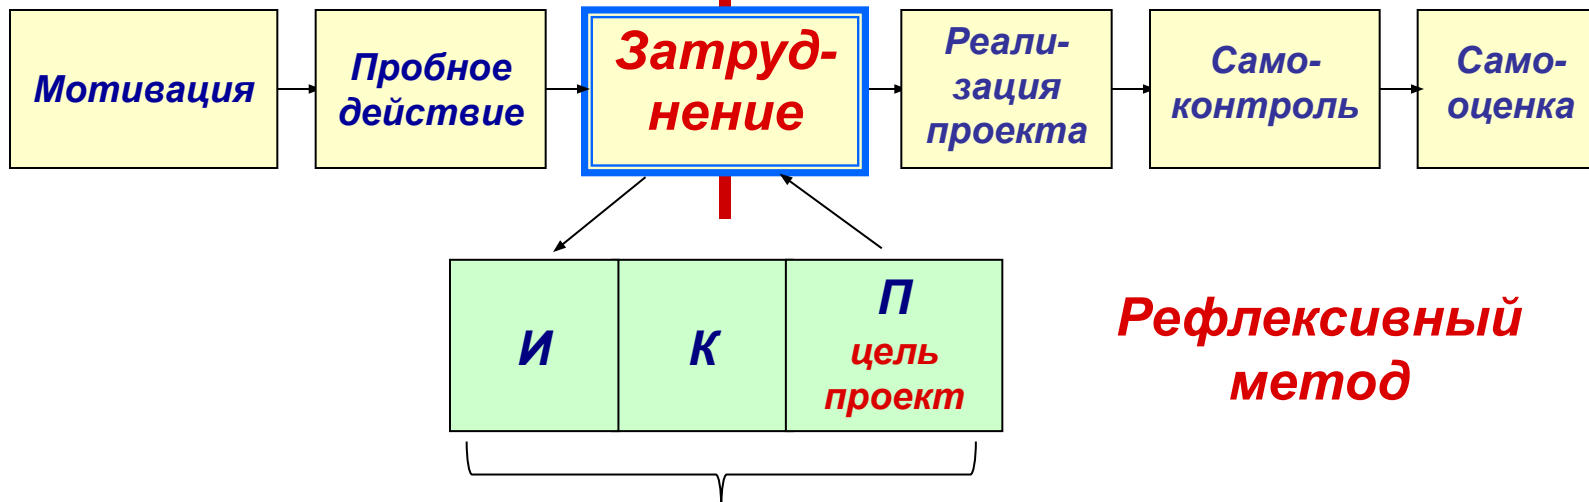 Мотивация
Пробное
действие
Затруд-
нение
Реали-
зация
проекта
Само-
контроль
Само-
оценка
И
К
П
цель
проект
Рефлексивный
метод